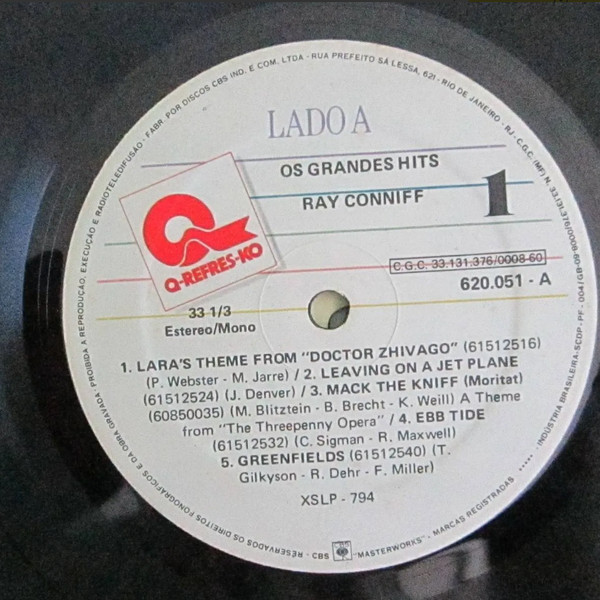 LADO A
OS GRANDES HITS
RAY CONNIFF
1
Q-REFRES-KO
C.G.C. 33.131.376/0008-60
620.051 - A
33 1/3
Estereo/Mono
1. LARA'S THEME FROM "DOCTOR ZHIVAGO" (61512516)
(P. Webster - M. Jarre) / 2. LEAVING ON A JET PLANE
(61512524) (J. Denver) / 3. MACK THE KNIFF (Moritat)
(60850035) (M. Blitztein - B. Brecht - K. Weill) A Theme
from "The Threepenny Opera" / 4. EBB TIDE
(61512532) (C. Sigman - R. Maxwell)
5. GREENFIELDS (61512540) (T.
Gilkyson - R. Dehr - F. Miller)
XSLP - 794
FABR. POR DISCOS CBS IND. E COM. LTDA - RUA PREFEITO SÁ LESSA, 621 - RIO DE JANEIRO - RJ - C.G.C. (MF) N. 33.131.376/
INDÚSTRIA BRASILEIRA-SCDP-PF-004/GB-
CBS "MASTERWORKS" - MARCAS REGISTRADAS
RESERVADOS OS DIREITOS FONOGRÁFICOS E DA OBRA GRAVADA. PROIBIDA A REPRODUÇÃO, EXECUÇÃO E RADIOTELEDIFUSÃO